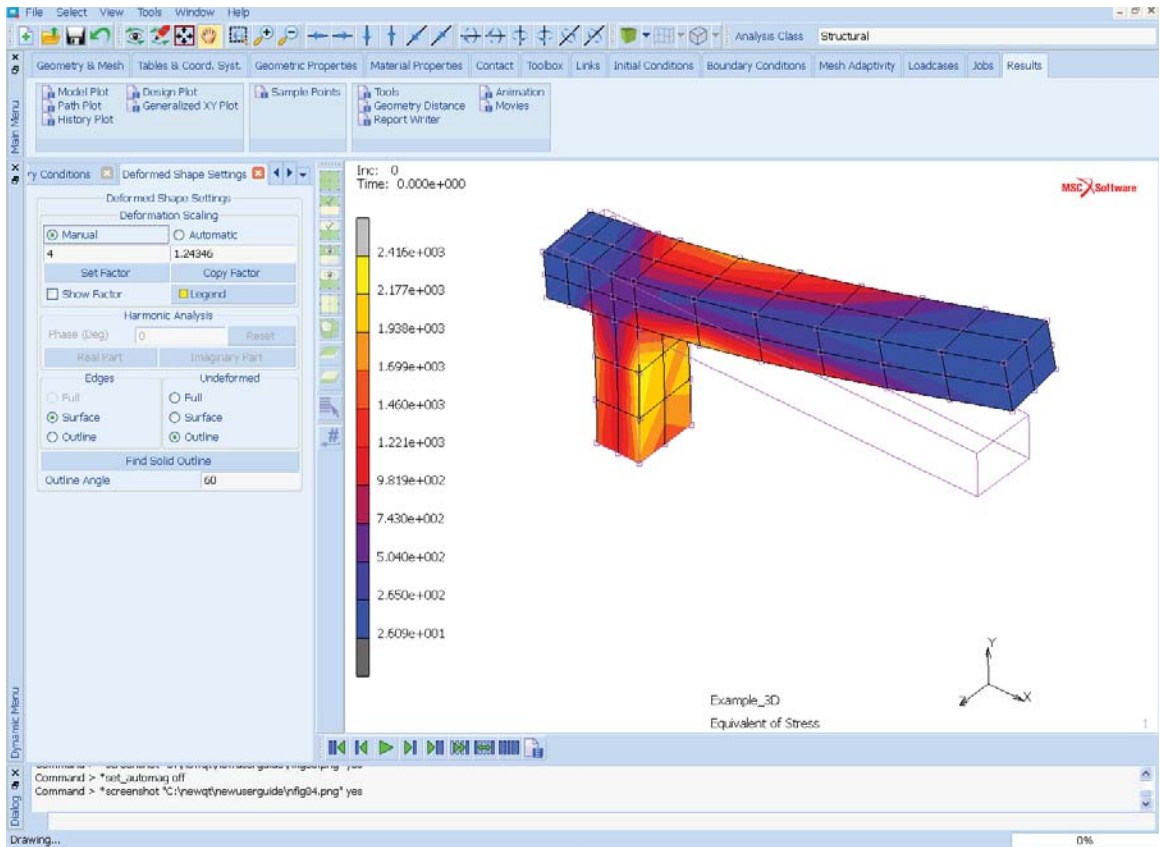 File Select View Tools Window Help
Analysis Class Structural
Geometry & Mesh Tables & Coord. Syst. Geometric Properties Material Properties Contact Toolbox Links Initial Conditions Boundary Conditions Mesh Adaptivity Loadcases Jobs Results
Model Plot Design Plot Sample Points Tools Animation
Path Plot Generalized XY Plot Geometry Distance Movies
History Plot Report Writer
Main Menu
ry Conditions Deformed Shape Settings
Deformed Shape Settings
Deformation Scaling
Manual Automatic
4 1.24346
Set Factor Copy Factor
Show Factor Legend
Harmonic Analysis
Phase (Deg) 0 Reset
Real Part Imaginary Part
Edges Undeformed
Full Full
Surface Surface
Outline Outline
Find Solid Outline
Outline Angle 60
Dynamic Menu
Inc: 0
Time: 0.000e+000
MSC Software
2.416e+003
2.177e+003
1.938e+003
1.699e+003
1.460e+003
1.221e+003
9.819e+002
7.430e+002
5.040e+002
2.650e+002
2.609e+001
Y
Z X
Example_3D
Equivalent of Stress
1
Command > *set_automag off
Command > *screenshot "C:\newqt\newuserguide\nfig04.png" yes
Dialog
Drawing... 0%